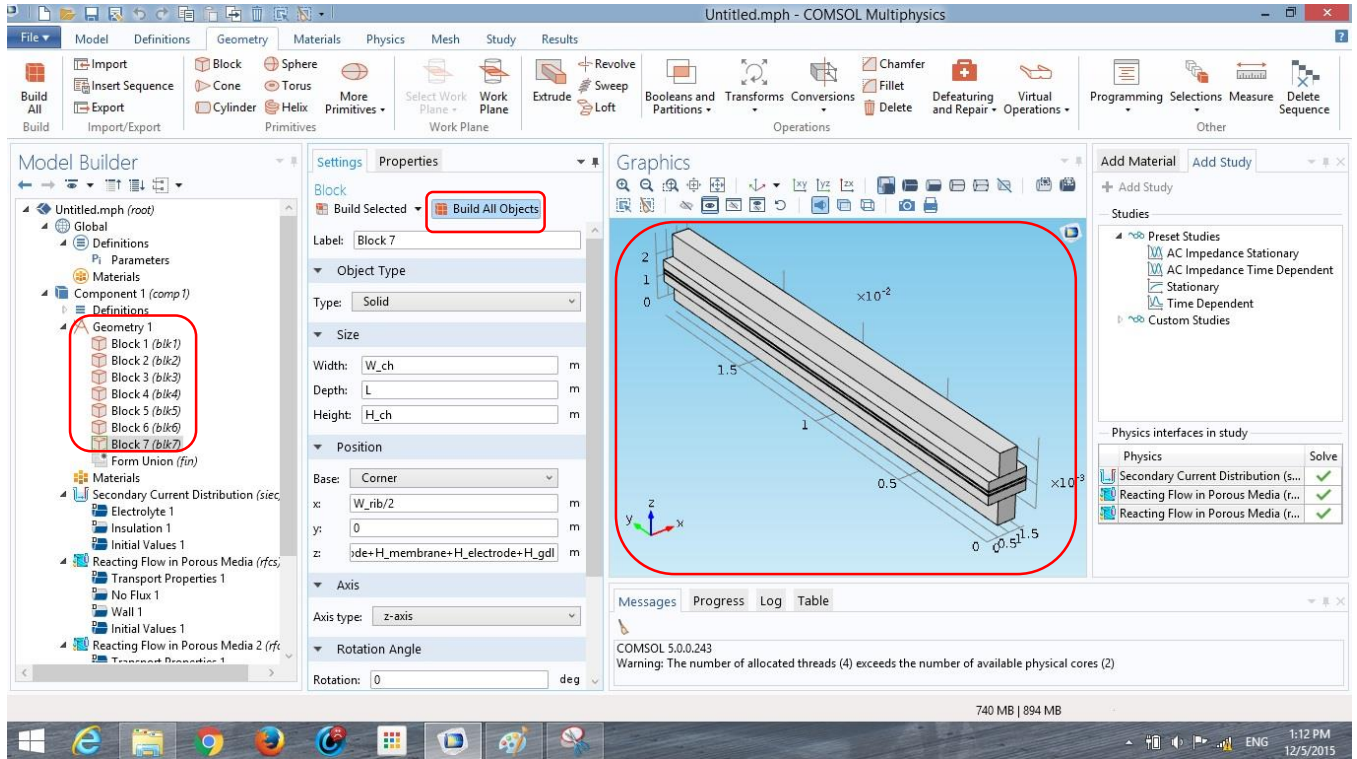 Untitled.mph - COMSOL Multiphysics
File Model Definitions Geometry Materials Physics Mesh Study Results
Build All
Build
Import
Insert Sequence
Export
Import/Export
Block Sphere
Cone Torus
Cylinder Helix
More Primitives
Primitives
Select Work Plane
Work Plane
Work Plane
Extrude
Revolve
Sweep
Loft
Booleans and Partitions
Transforms
Conversions
Chamfer
Fillet
Delete
Defeaturing and Repair
Virtual Operations
Operations
Programming
Selections
Measure
Delete Sequence
Other
Model Builder
Untitled.mph (root)
Global
Definitions
Pi Parameters
Materials
Component 1 (comp1)
Definitions
Geometry 1
Block 1 (blk1)
Block 2 (blk2)
Block 3 (blk3)
Block 4 (blk4)
Block 5 (blk5)
Block 6 (blk6)
Block 7 (blk7)
Form Union (fin)
Materials
Secondary Current Distribution (siec
Electrolyte 1
Insulation 1
Initial Values 1
Reacting Flow in Porous Media (rfcs)
Transport Properties 1
No Flux 1
Wall 1
Initial Values 1
Reacting Flow in Porous Media 2 (rfc
Transport Properties 1
Settings Properties
Block
Build Selected Build All Objects
Label: Block 7
Object Type
Type: Solid
Size
Width: W_ch m
Depth: L m
Height: H_ch m
Position
Base: Corner
x: W_rib/2 m
y: 0 m
z: ode+H_membrane+H_electrode+H_gdl m
Axis
Axis type: z-axis
Rotation Angle
Rotation: 0 deg
Graphics
xy yz zx
2
1
0
×10-2
1.5
1
0.5
×10-3
0 0.5 1.5
0
z
y x
Messages Progress Log Table
COMSOL 5.0.0.243
Warning: The number of allocated threads (4) exceeds the number of available physical cores (2)
Add Material Add Study
Add Study
Studies
Preset Studies
AC Impedance Stationary
AC Impedance Time Dependent
Stationary
Time Dependent
Custom Studies
Physics interfaces in study
Physics Solve
Secondary Current Distribution (s...
Reacting Flow in Porous Media (r...
Reacting Flow in Porous Media (r...
740 MB | 894 MB
ENG
1:12 PM
12/5/2015